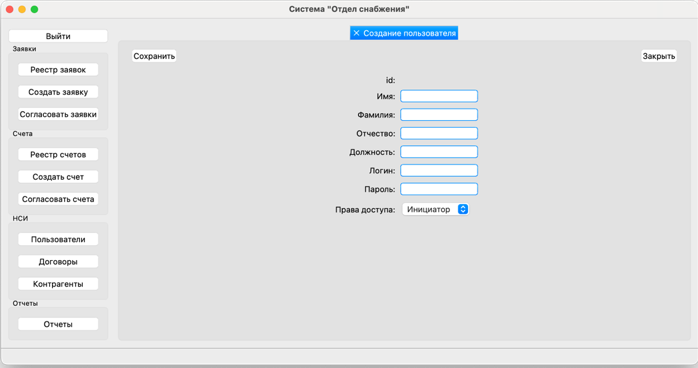 Система "Отдел снабжения"
Выйти
Заявки
Реестр заявок
Создать заявку
Согласовать заявки
Счета
Реестр счетов
Создать счет
Согласовать счета
НСИ
Пользователи
Договоры
Контрагенты
Отчеты
Отчеты
× Создание пользователя
Сохранить
Закрыть
id:
Имя:
Фамилия:
Отчество:
Должность:
Логин:
Пароль:
Права доступа: Инициатор